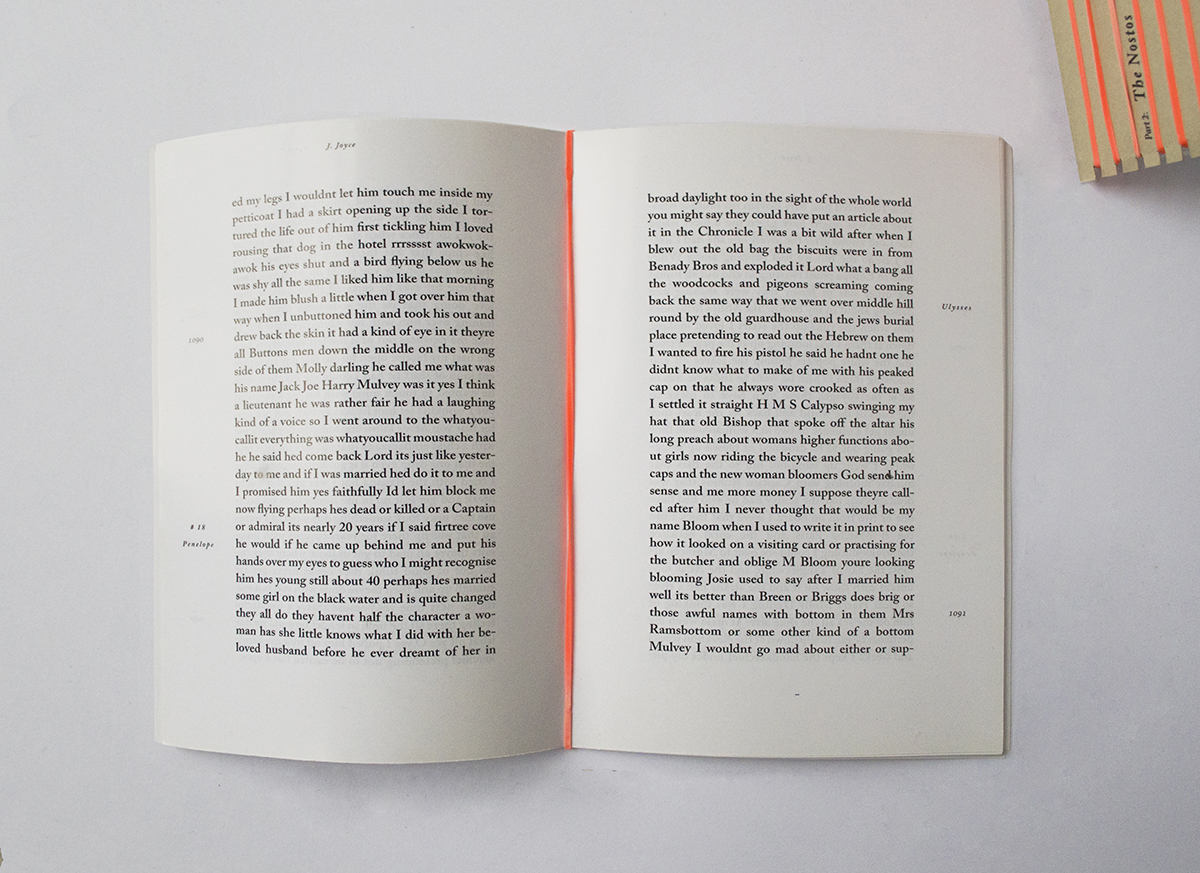 J. Joyce
ed my legs I wouldnt let him touch me inside my
petticoat I had a skirt opening up the side I tor-
tured the life out of him first tickling him I loved
rousing that dog in the hotel rrrsssst awokwok-
awok his eyes shut and a bird flying below us he
was shy all the same I liked him like that morning
I made him blush a little when I got over him that
way when I unbuttoned him and took his out and
drew back the skin it had a kind of eye in it theyre
all Buttons men down the middle on the wrong
side of them Molly darling he called me what was
his name Jack Joe Harry Mulvey was it yes I think
a lieutenant he was rather fair he had a laughing
kind of a voice so I went around to the whatyou-
callit everything was whatyoucallit moustache had
he he said hed come back Lord its just like yester-
day to me and if I was married hed do it to me and
I promised him yes faithfully Id let him block me
now flying perhaps hes dead or killed or a Captain
or admiral its nearly 20 years if I said firtree cove
he would if he came up behind me and put his
hands over my eyes to guess who I might recognise
him hes young still about 40 perhaps hes married
some girl on the black water and is quite changed
they all do they havent half the character a wo-
man has she little knows what I did with her be-
loved husband before he ever dreamt of her in
1090
# 18
Penelope
broad daylight too in the sight of the whole world
you might say they could have put an article about
it in the Chronicle I was a bit wild after when I
blew out the old bag the biscuits were in from
Benady Bros and exploded it Lord what a bang all
the woodcocks and pigeons screaming coming
back the same way that we went over middle hill
round by the old guardhouse and the jews burial
place pretending to read out the Hebrew on them
I wanted to fire his pistol he said he hadnt one he
didnt know what to make of me with his peaked
cap on that he always wore crooked as often as
I settled it straight H M S Calypso swinging my
hat that old Bishop that spoke off the altar his
long preach about womans higher functions abo-
ut girls now riding the bicycle and wearing peak
caps and the new woman bloomers God send him
sense and me more money I suppose theyre call-
ed after him I never thought that would be my
name Bloom when I used to write it in print to see
how it looked on a visiting card or practising for
the butcher and oblige M Bloom youre looking
blooming Josie used to say after I married him
well its better than Breen or Briggs does brig or
those awful names with bottom in them Mrs
Ramsbottom or some other kind of a bottom
Mulvey I wouldnt go mad about either or sup-
Ulysses
1091
Part 2: The Nostos